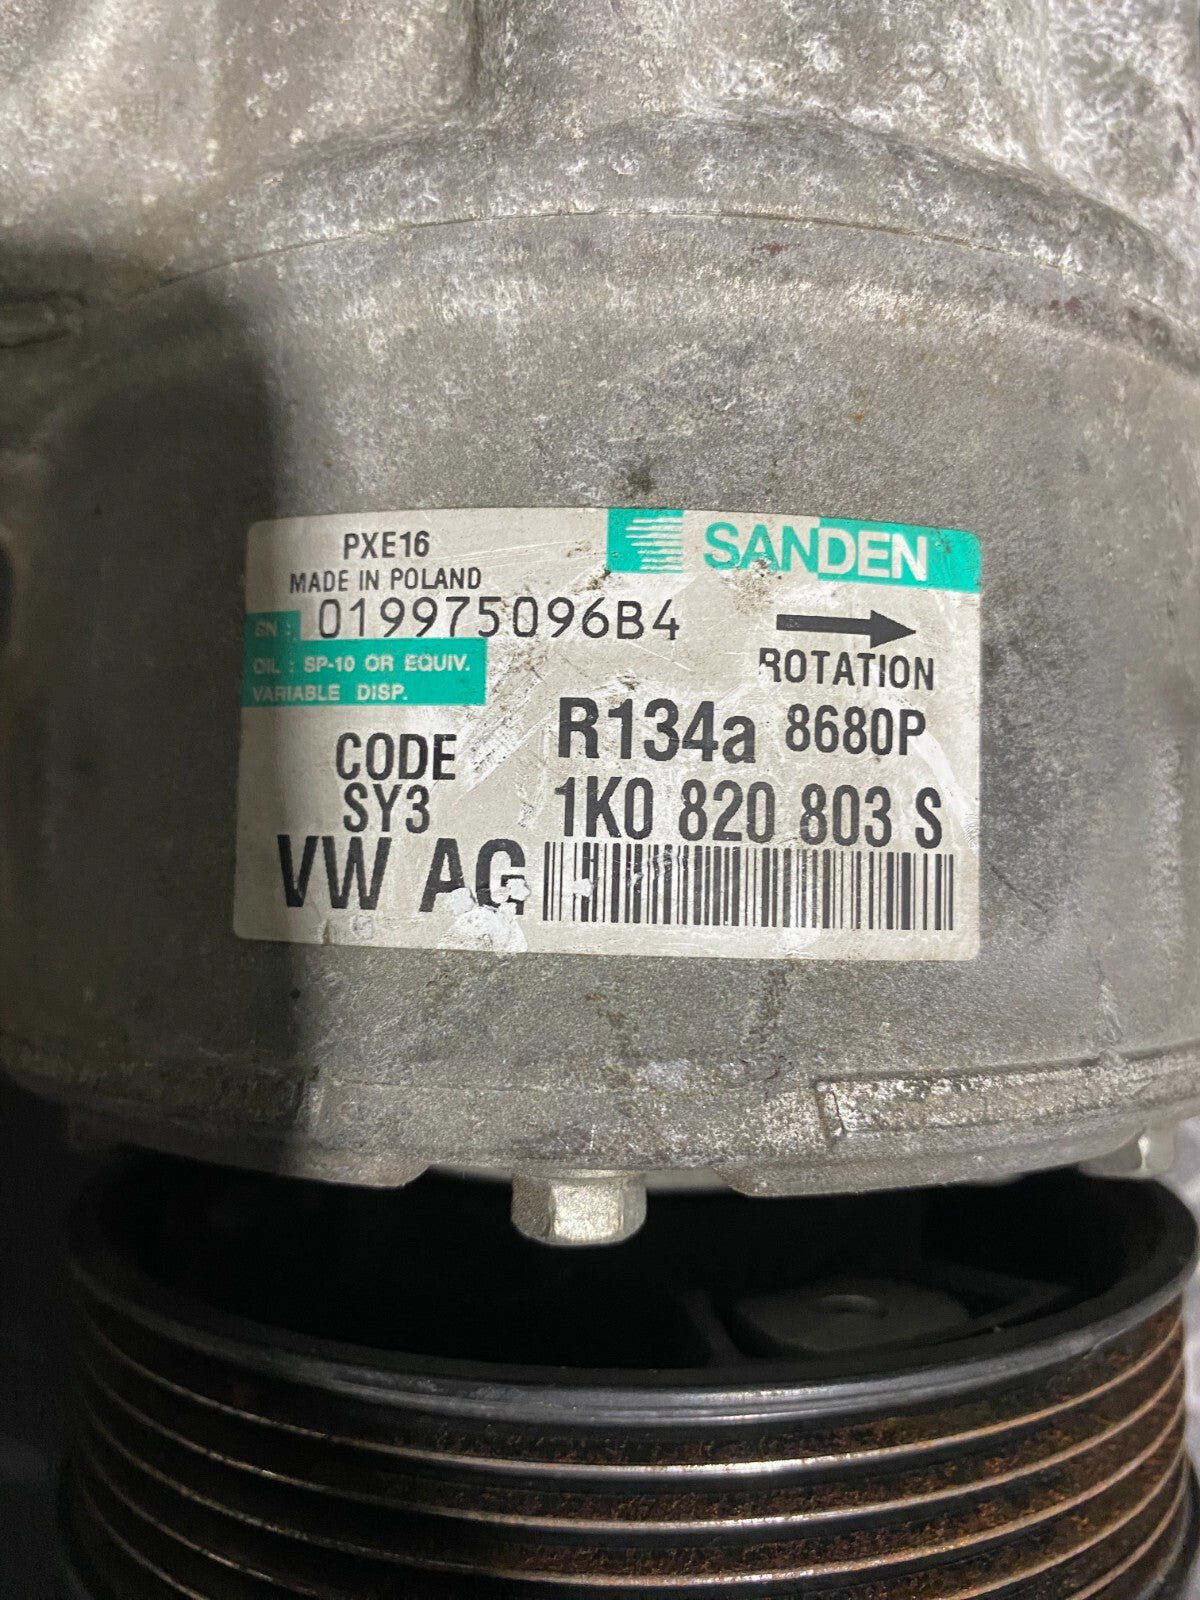 PXE16
SANDEN
MADE IN POLAND
SN : 019975096B4
ROTATION
OIL : SP-10 OR EQUIV.
VARIABLE DISP.
R134a 8680P
CODE
SY3
1K0 820 803 S
VW AG